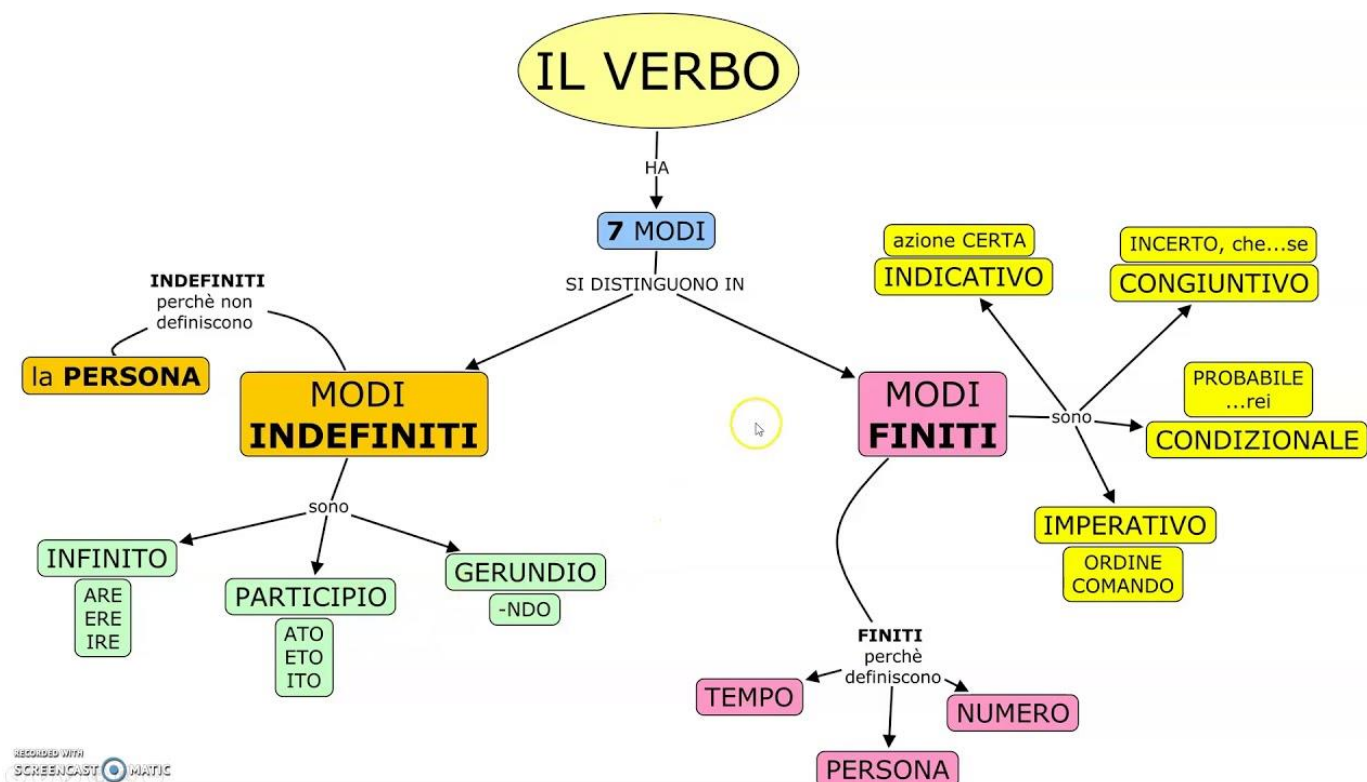 IL VERBO
HA
7 MODI
SI DISTINGUONO IN
INDEFINITI
perchè non
definiscono
la PERSONA
MODI
INDEFINITI
sono
INFINITO
ARE
ERE
IRE
PARTICIPIO
ATO
ETO
ITO
GERUNDIO
-NDO
MODI
FINITI
sono
azione CERTA
INDICATIVO
INCERTO, che...se
CONGIUNTIVO
PROBABILE
...rei
CONDIZIONALE
IMPERATIVO
ORDINE
COMANDO
FINITI
perchè
definiscono
TEMPO
PERSONA
NUMERO
RECORDED WITH
SCREENCAST MATIC